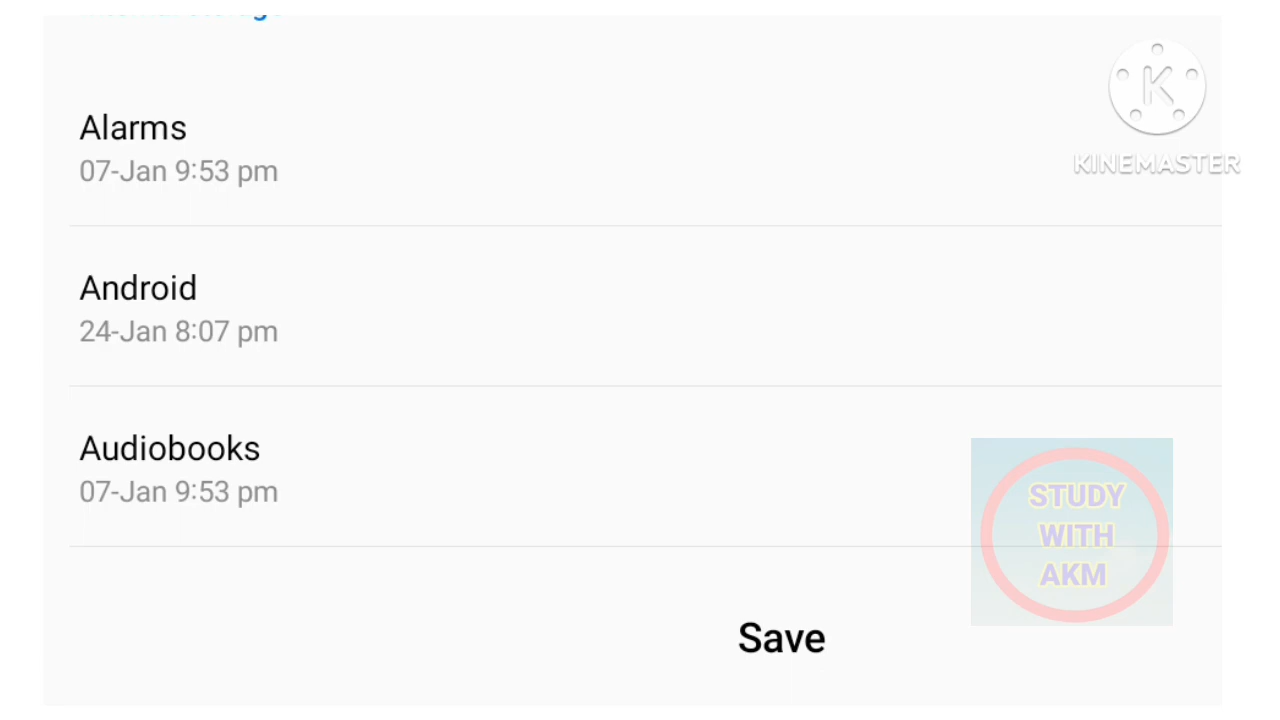 Alarms
07-Jan 9:53 pm
KINEMASTER
Android
24-Jan 8:07 pm
Audiobooks
07-Jan 9:53 pm
STUDY
WITH
AKM
Save